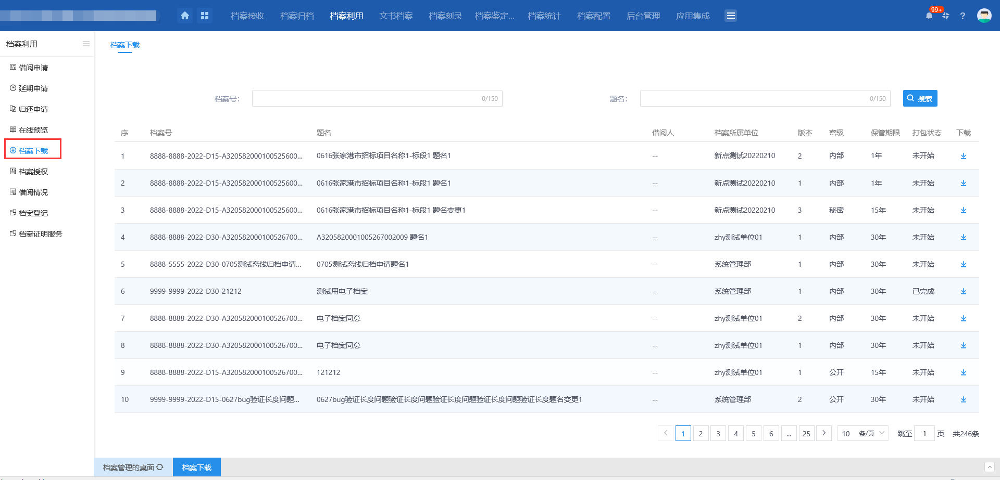 档案接收 档案归档 档案利用 文书档案 档案刻录 档案鉴定... 档案统计 档案配置 后台管理 应用集成 99+ ?
档案利用
借阅申请
延期申请
归还申请
在线预览
档案下载
档案授权
借阅情况
档案登记
档案证明服务
档案下载
档案号： 0/150 题名： 0/150 搜索
序 档案号 题名 借阅人 档案所属单位 版本 密级 保管期限 打包状态 下载
1 8888-8888-2022-D15-A320582000100525600... 0616张家港市招标项目名称1-标段1 题名1 -- 新点测试20220210 2 内部 1年 未开始
2 8888-8888-2022-D15-A320582000100525600... 0616张家港市招标项目名称1-标段1 题名1 -- 新点测试20220210 1 内部 1年 未开始
3 8888-8888-2022-D15-A320582000100525600... 0616张家港市招标项目名称1-标段1 题名变更1 -- 新点测试20220210 3 秘密 15年 未开始
4 8888-8888-2022-D30-A320582000100526700... A3205820001005267002009 题名1 -- zhy测试单位01 1 内部 30年 未开始
5 8888-5555-2022-D30-0705测试离线归档申请... 0705测试离线归档申请题名1 -- 系统管理部 1 内部 30年 未开始
6 9999-9999-2022-D30-21212 测试用电子档案 -- 系统管理部 1 内部 30年 已完成
7 8888-8888-2022-D30-A320582000100526700... 电子档案同意 -- zhy测试单位01 2 内部 30年 未开始
8 8888-8888-2022-D30-A320582000100526700... 电子档案同意 -- zhy测试单位01 1 内部 30年 未开始
9 8888-8888-2022-D15-A320582000100526700... 121212 -- zhy测试单位01 1 公开 15年 未开始
10 9999-9999-2022-D15-0627bug验证长度问题... 0627bug验证长度问题验证长度问题验证长度问题验证长度问题验证长度题名变更1 -- 系统管理部 2 公开 30年 未开始
1 2 3 4 5 6 ... 25 10 条/页 跳至 1 页 共246条
档案管理的桌面 档案下载